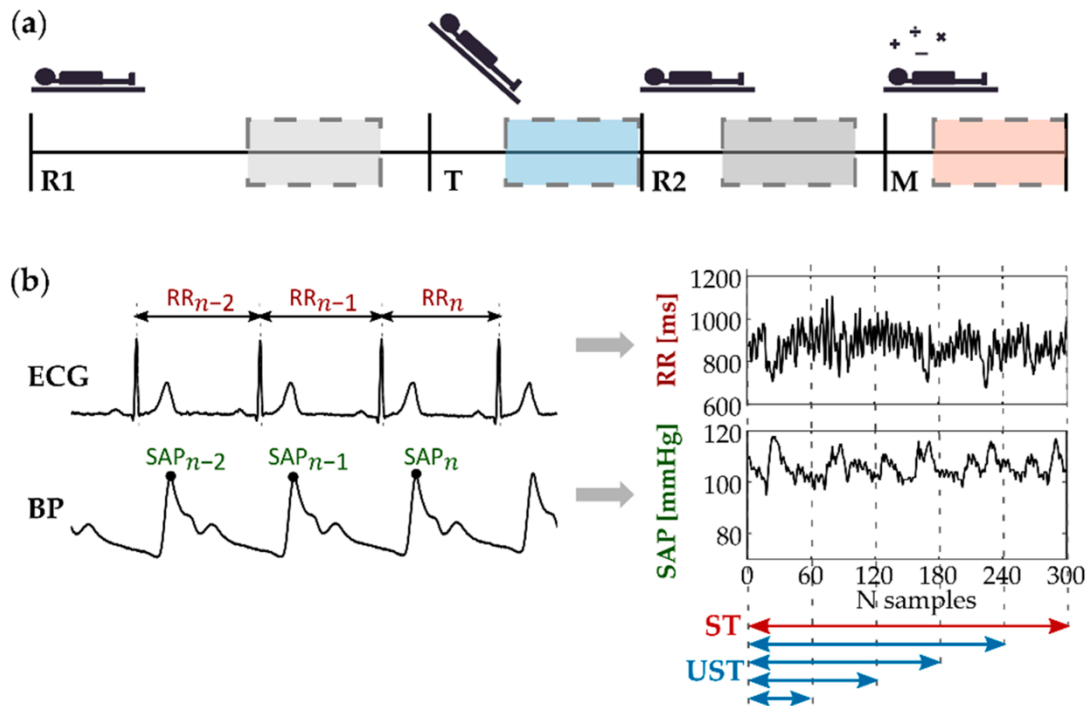 (a)
+ ÷ × −
R1 T R2 M
(b)
RRn−2 RRn−1 RRn
ECG
SAPn−2 SAPn−1 SAPn
BP
RR [ms]
1200
1000
800
600
SAP [mmHg]
120
100
80
0 60 120 180 240 300
N samples
ST
UST